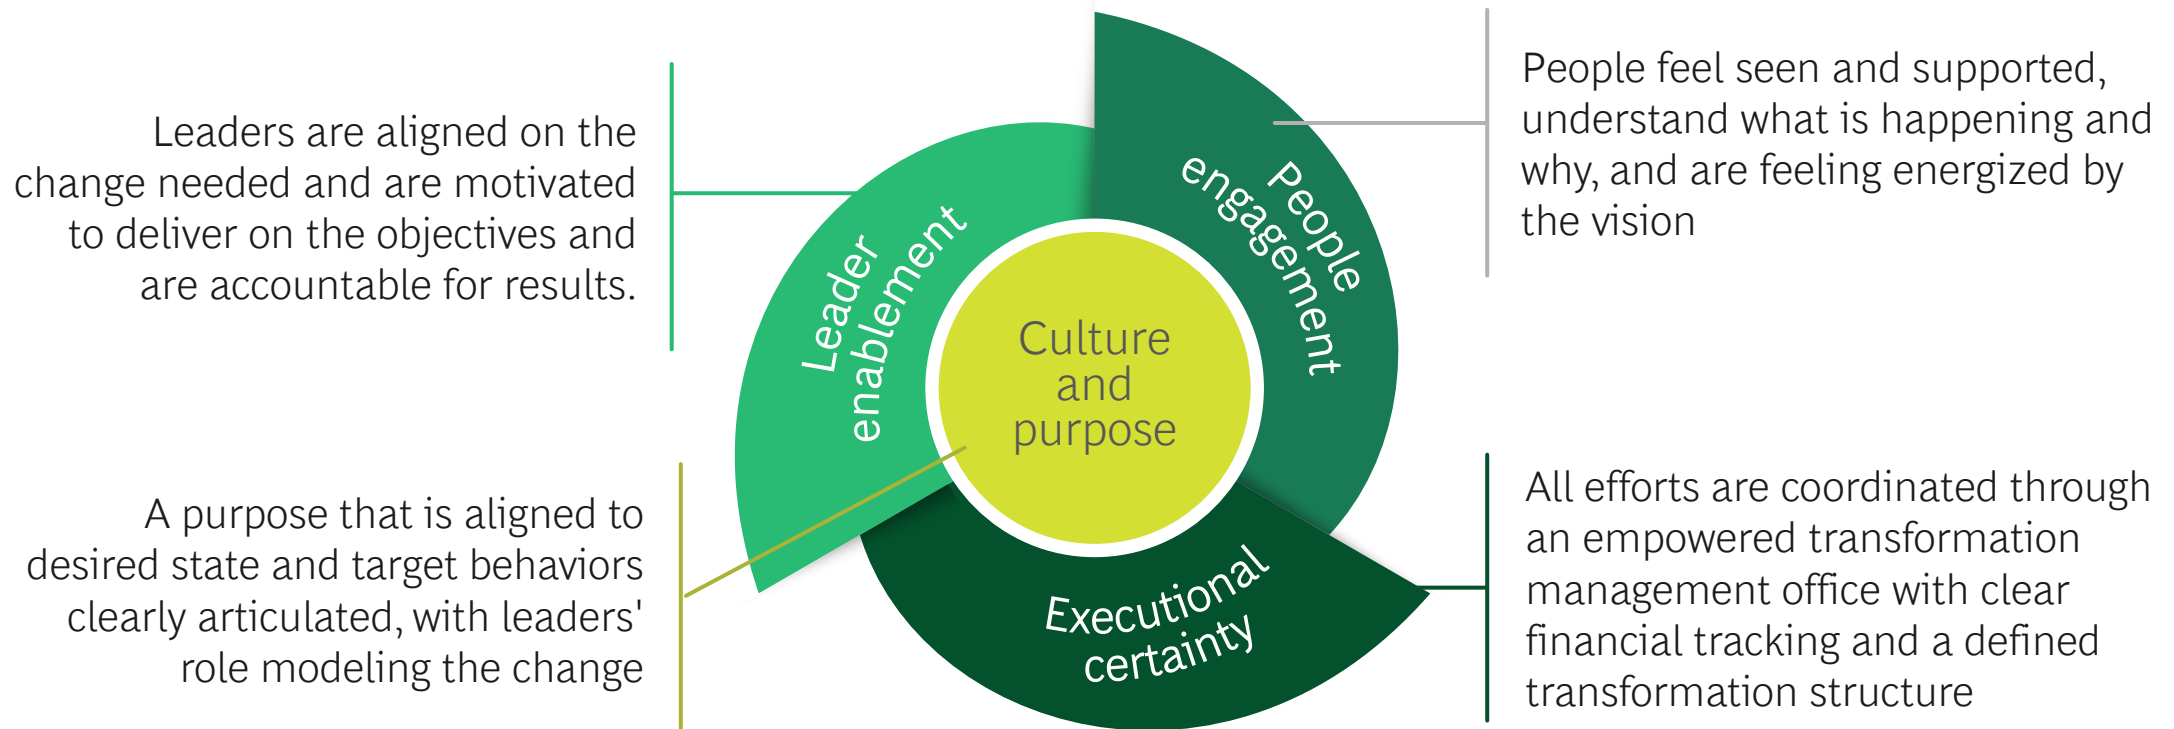 Leaders are aligned on the
change needed and are motivated
to deliver on the objectives and
are accountable for results.
A purpose that is aligned to
desired state and target behaviors
clearly articulated, with leaders'
role modeling the change
Leader
enablement
People
engagement
Culture
and
purpose
Executional
certainty
People feel seen and supported,
understand what is happening and
why, and are feeling energized by
the vision
All efforts are coordinated through
an empowered transformation
management office with clear
financial tracking and a defined
transformation structure